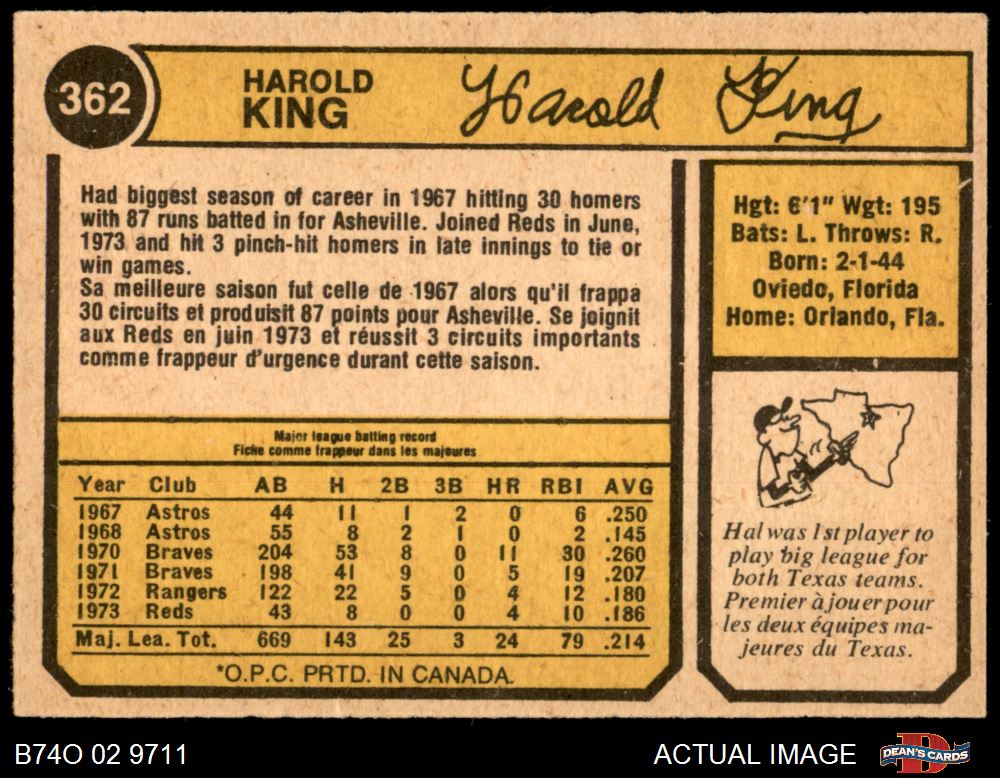 362
HAROLD
KING
Harold King
Had biggest season of career in 1967 hitting 30 homers
with 87 runs batted in for Asheville. Joined Reds in June,
1973 and hit 3 pinch-hit homers in late innings to tie or
win games.
Sa meilleure saison fut celle de 1967 alors qu'il frappa
30 circuits et produisit 87 points pour Asheville. Se joignit
aux Reds en juin 1973 et réussit 3 circuits importants
comme frappeur d'urgence durant cette saison.
Hgt: 6'1" Wgt: 195
Bats: L. Throws: R.
Born: 2-1-44
Oviedo, Florida
Home: Orlando, Fla.
Major league batting record
Fiche comme frappeur dans les majeures
Year Club AB H 2B 3B HR RBI AVG
1967 Astros 44 11 1 2 0 6 .250
1968 Astros 55 8 2 1 0 2 .145
1970 Braves 204 53 8 0 11 30 .260
1971 Braves 198 41 9 0 5 19 .207
1972 Rangers 122 22 5 0 4 12 .180
1973 Reds 43 8 0 0 4 10 .186
Maj. Lea. Tot. 669 143 25 3 24 79 .214
*O.P.C. PRTD. IN CANADA.
Hal was 1st player to
play big league for
both Texas teams.
Premier à jouer pour
les deux équipes ma-
jeures du Texas.
B74O 02 9711
ACTUAL IMAGE
D
DEAN'S CARDS